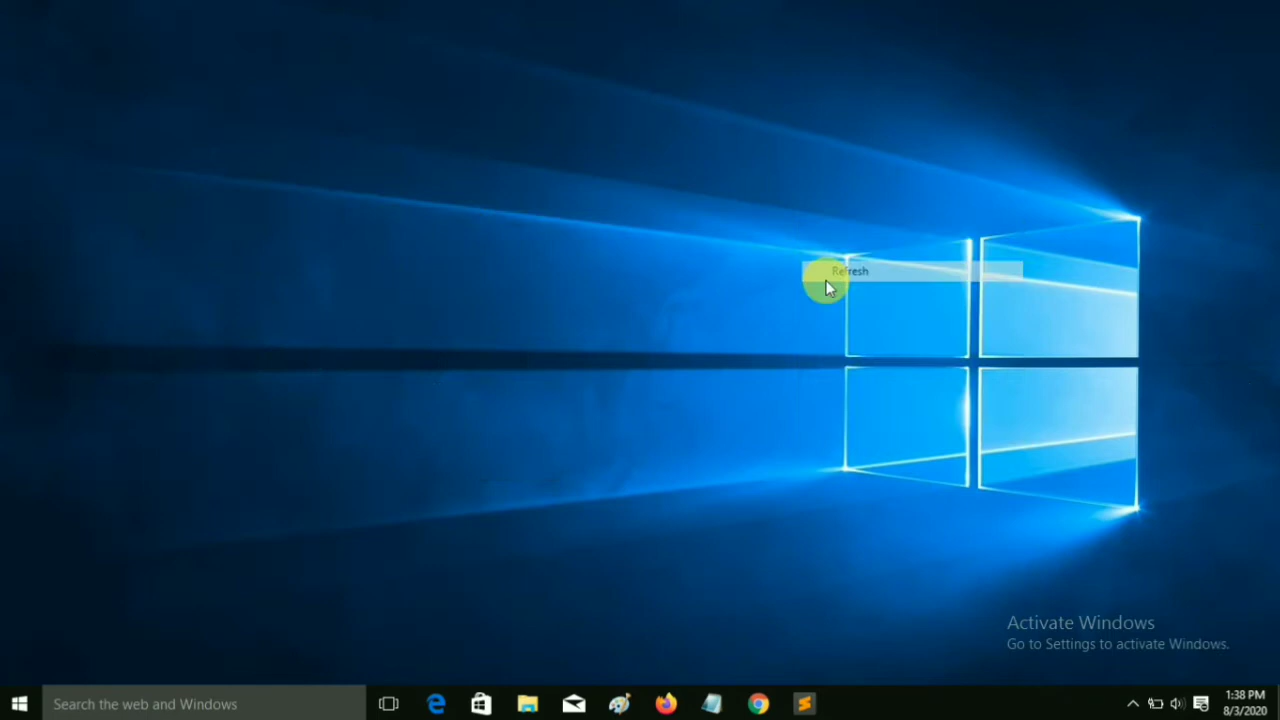 Refresh
Activate Windows
Go to Settings to activate Windows.
Search the web and Windows
1:38 PM
8/3/2020